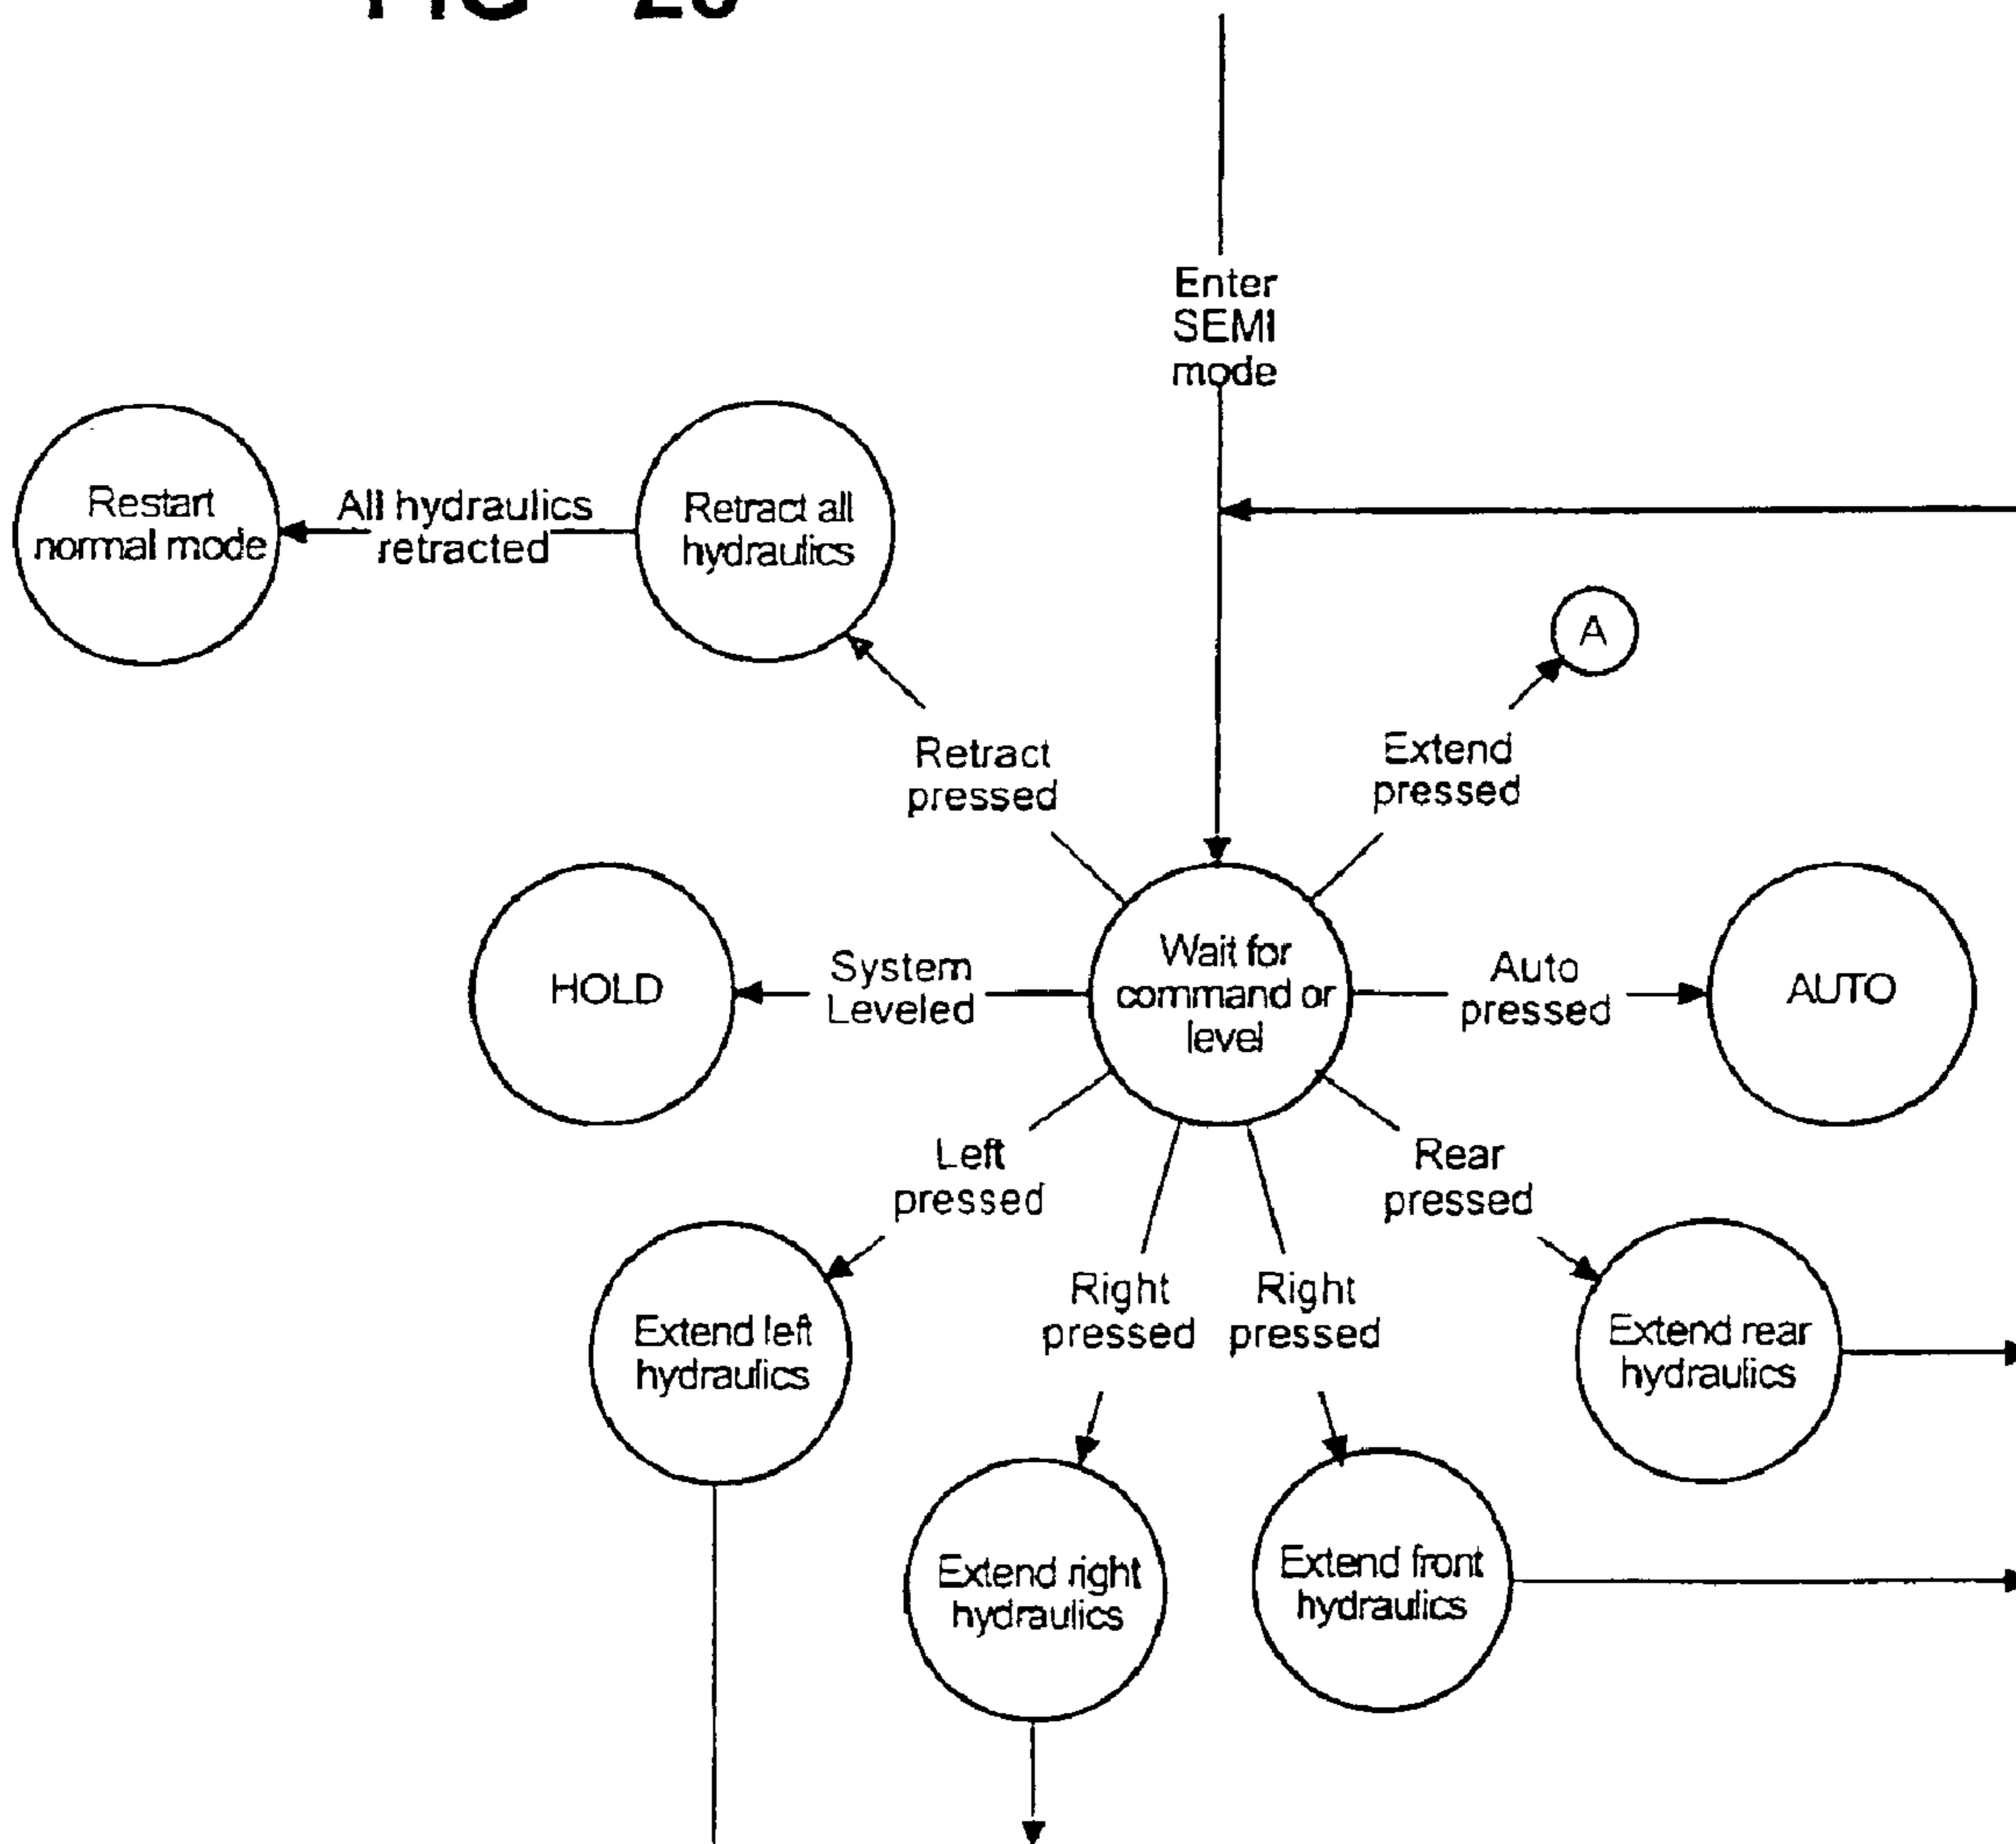 Enter
SEMI
mode
Restart
normal mode
All hydraulics
retracted
Retract all
hydraulics
A
Retract
pressed
Extend
pressed
HOLD
System
Leveled
Wait for
command or
level
Auto
pressed
AUTO
Left
pressed
Rear
pressed
Right
pressed
Right
pressed
Extend left
hydraulics
Extend rear
hydraulics
Extend right
hydraulics
Extend front
hydraulics